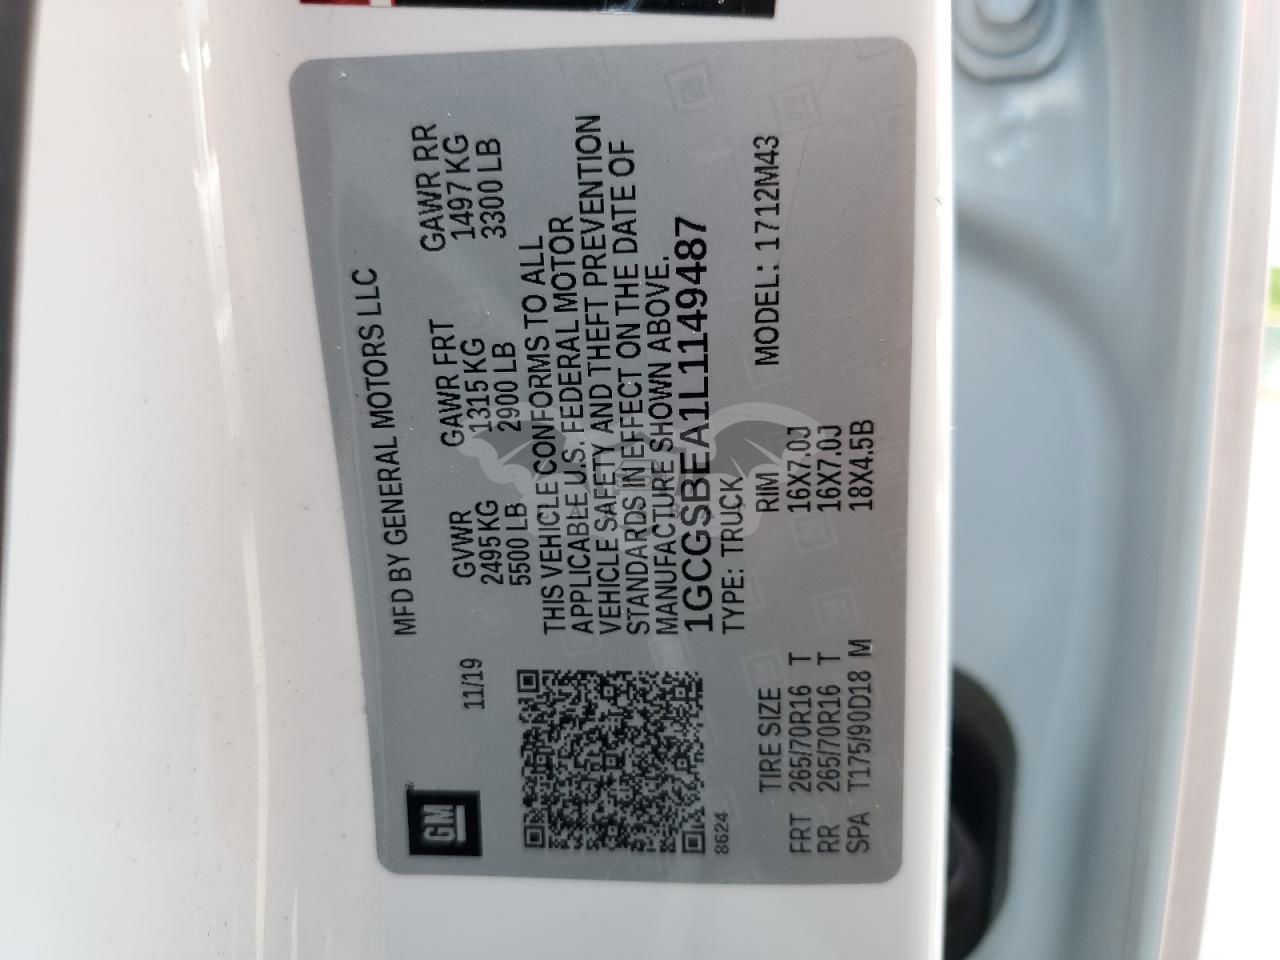 GM
11/19
MFD BY GENERAL MOTORS LLC
GVWR GAWR FRT GAWR RR
2495 KG 1315 KG 1497 KG
5500 LB 2900 LB 3300 LB
THIS VEHICLE CONFORMS TO ALL
APPLICABLE U.S. FEDERAL MOTOR
VEHICLE SAFETY AND THEFT PREVENTION
STANDARDS IN EFFECT ON THE DATE OF
MANUFACTURE SHOWN ABOVE.
1GCGSBEA1L1149487
TYPE: TRUCK MODEL: 1712M43
8624
TIRE SIZE RIM
FRT 265/70R16 T 16X7.0J
RR 265/70R16 T 16X7.0J
SPA T175/90D18 M 18X4.5B